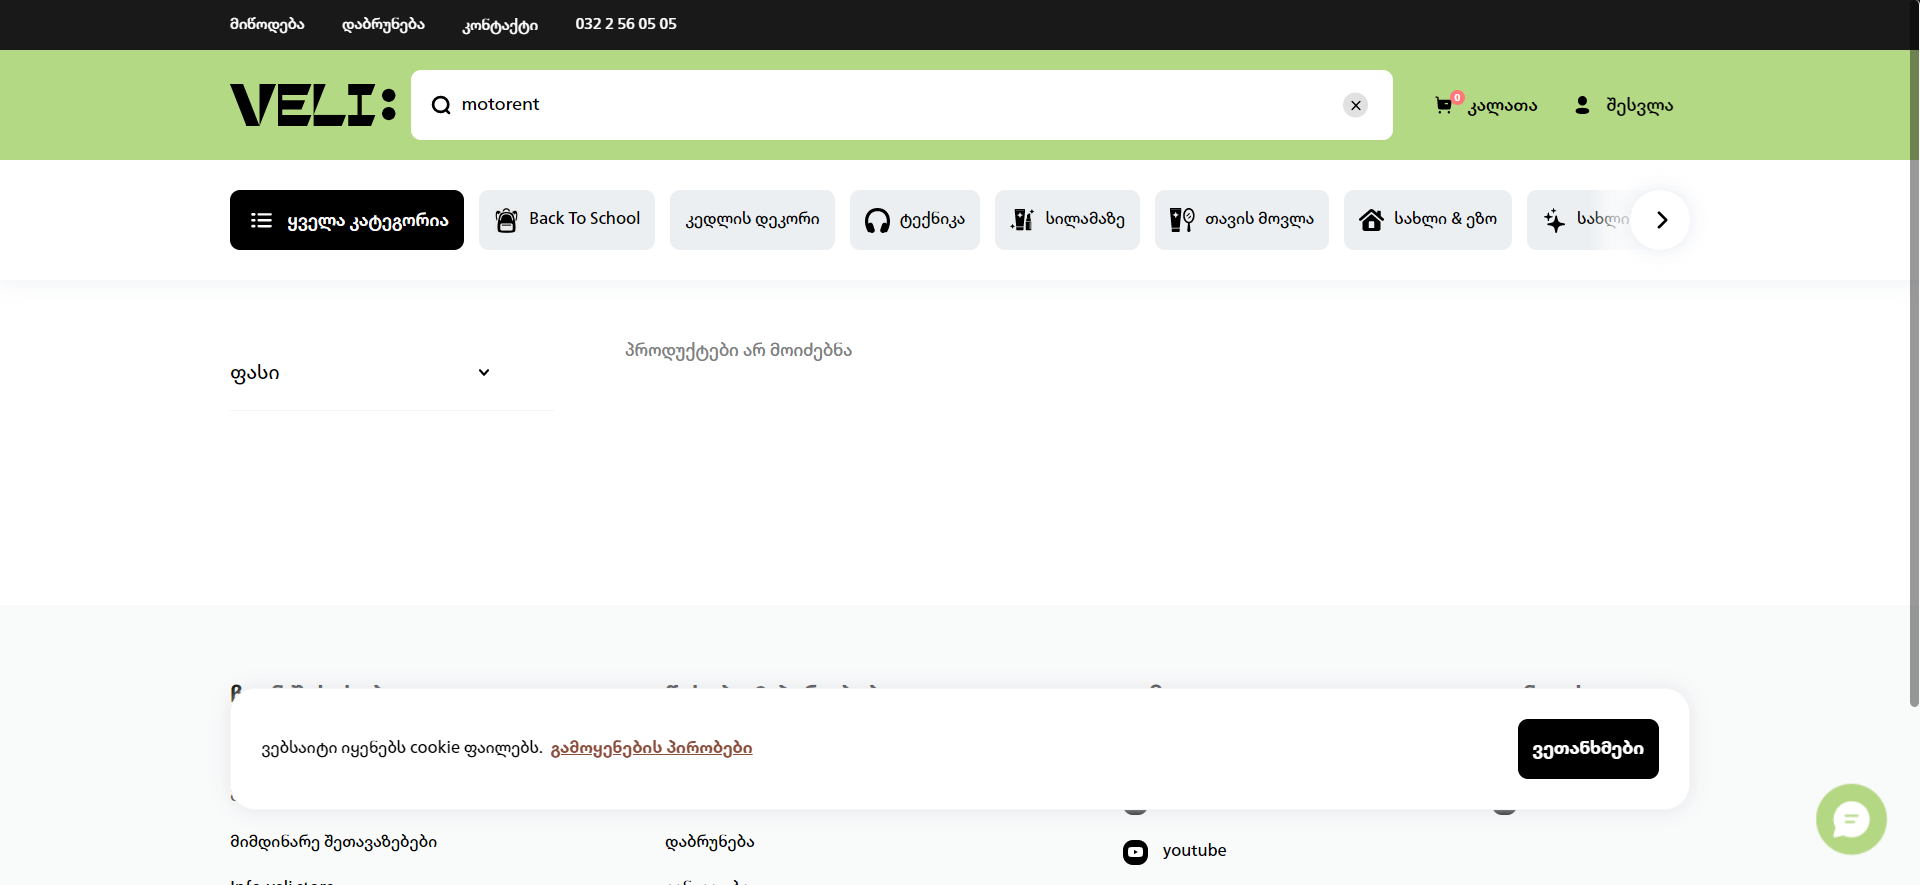 მიწოდება
დაბრუნება
კონტაქტი
032 2 56 05 05
VELI:
motorent
0
კალათა
შესვლა
ყველა კატეგორია
Back To School
კედლის დეკორი
ტექნიკა
სილამაზე
თავის მოვლა
სახლი & ეზო
სახლი
ფასი
პროდუქტები არ მოიძებნა
ვებსაიტი იყენებს cookie ფაილებს. გამოყენების პირობები
ვეთანხმები
მიმდინარე შეთავაზებები
დაბრუნება
youtube